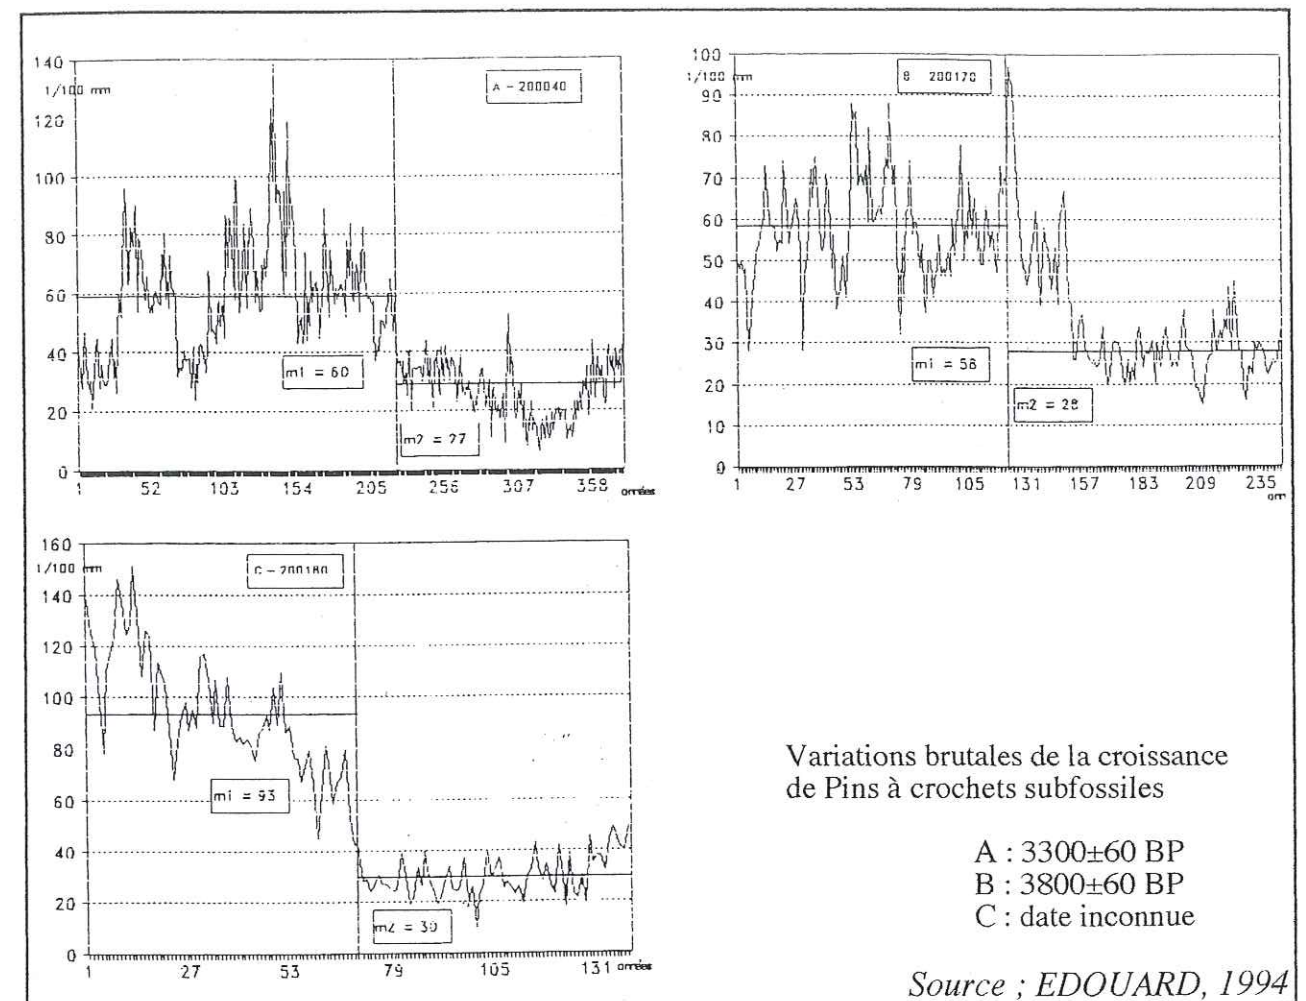 140
1/100 mm
120
100
80
60
40
20
0
A - 200040
m1 = 60
m2 = 27
1 52 103 154 205 256 307 358 années
100
1/100 mm
90
80
70
60
50
40
30
20
10
0
B 200170
m1 = 58
m2 = 28
1 27 53 79 105 131 157 183 209 235
ann
160
1/100 mm
140
120
100
80
60
40
20
0
C - 200180
m1 = 93
m2 = 30
1 27 53 79 105 131 années
Variations brutales de la croissance
de Pins à crochets subfossiles
A : 3300±60 BP
B : 3800±60 BP
C : date inconnue
Source ; EDOUARD, 1994